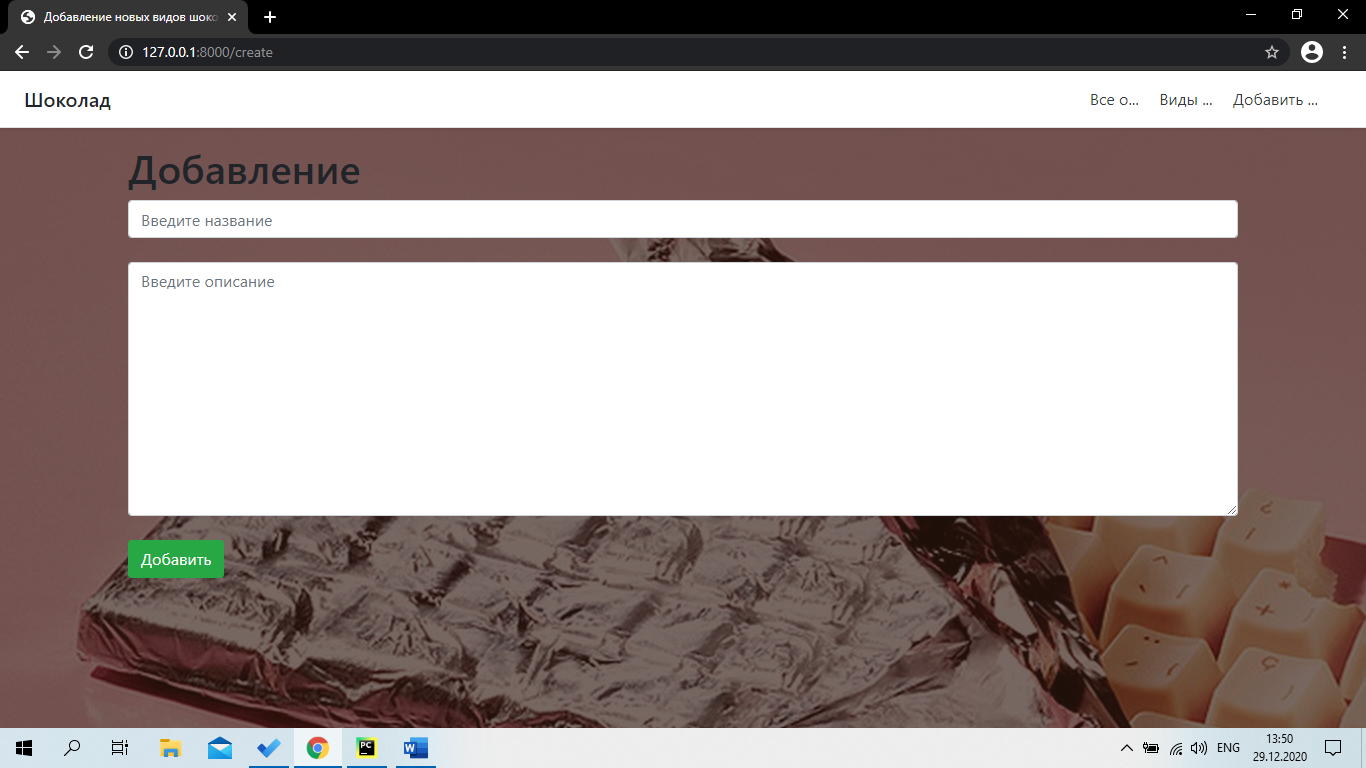 Добавление новых видов шоко
127.0.0.1:8000/create
Шоколад
Все о...
Виды ...
Добавить ...
Добавление
Введите название
Введите описание
Добавить
PC
W
ENG
13:50
29.12.2020